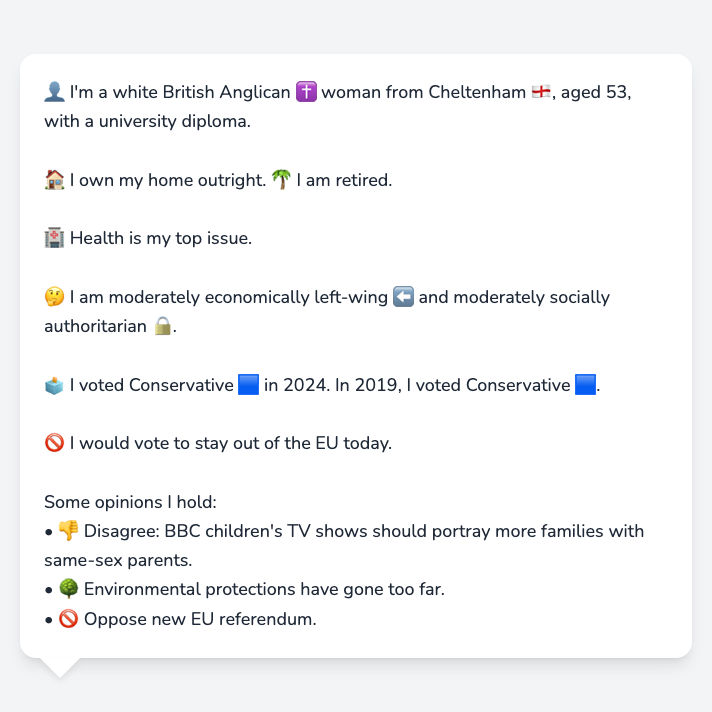 👤 I'm a white British Anglican ✝️ woman from Cheltenham 🏴󠁧󠁢󠁥󠁮󠁧󠁿, aged 53,
with a university diploma.
🏠 I own my home outright. 🌴 I am retired.
🏥 Health is my top issue.
🤔 I am moderately economically left-wing ⬅️ and moderately socially
authoritarian 🔒.
🗳️ I voted Conservative 🟦 in 2024. In 2019, I voted Conservative 🟦.
🚫 I would vote to stay out of the EU today.
Some opinions I hold:
• 👎 Disagree: BBC children's TV shows should portray more families with
same-sex parents.
• 🌳 Environmental protections have gone too far.
• 🚫 Oppose new EU referendum.